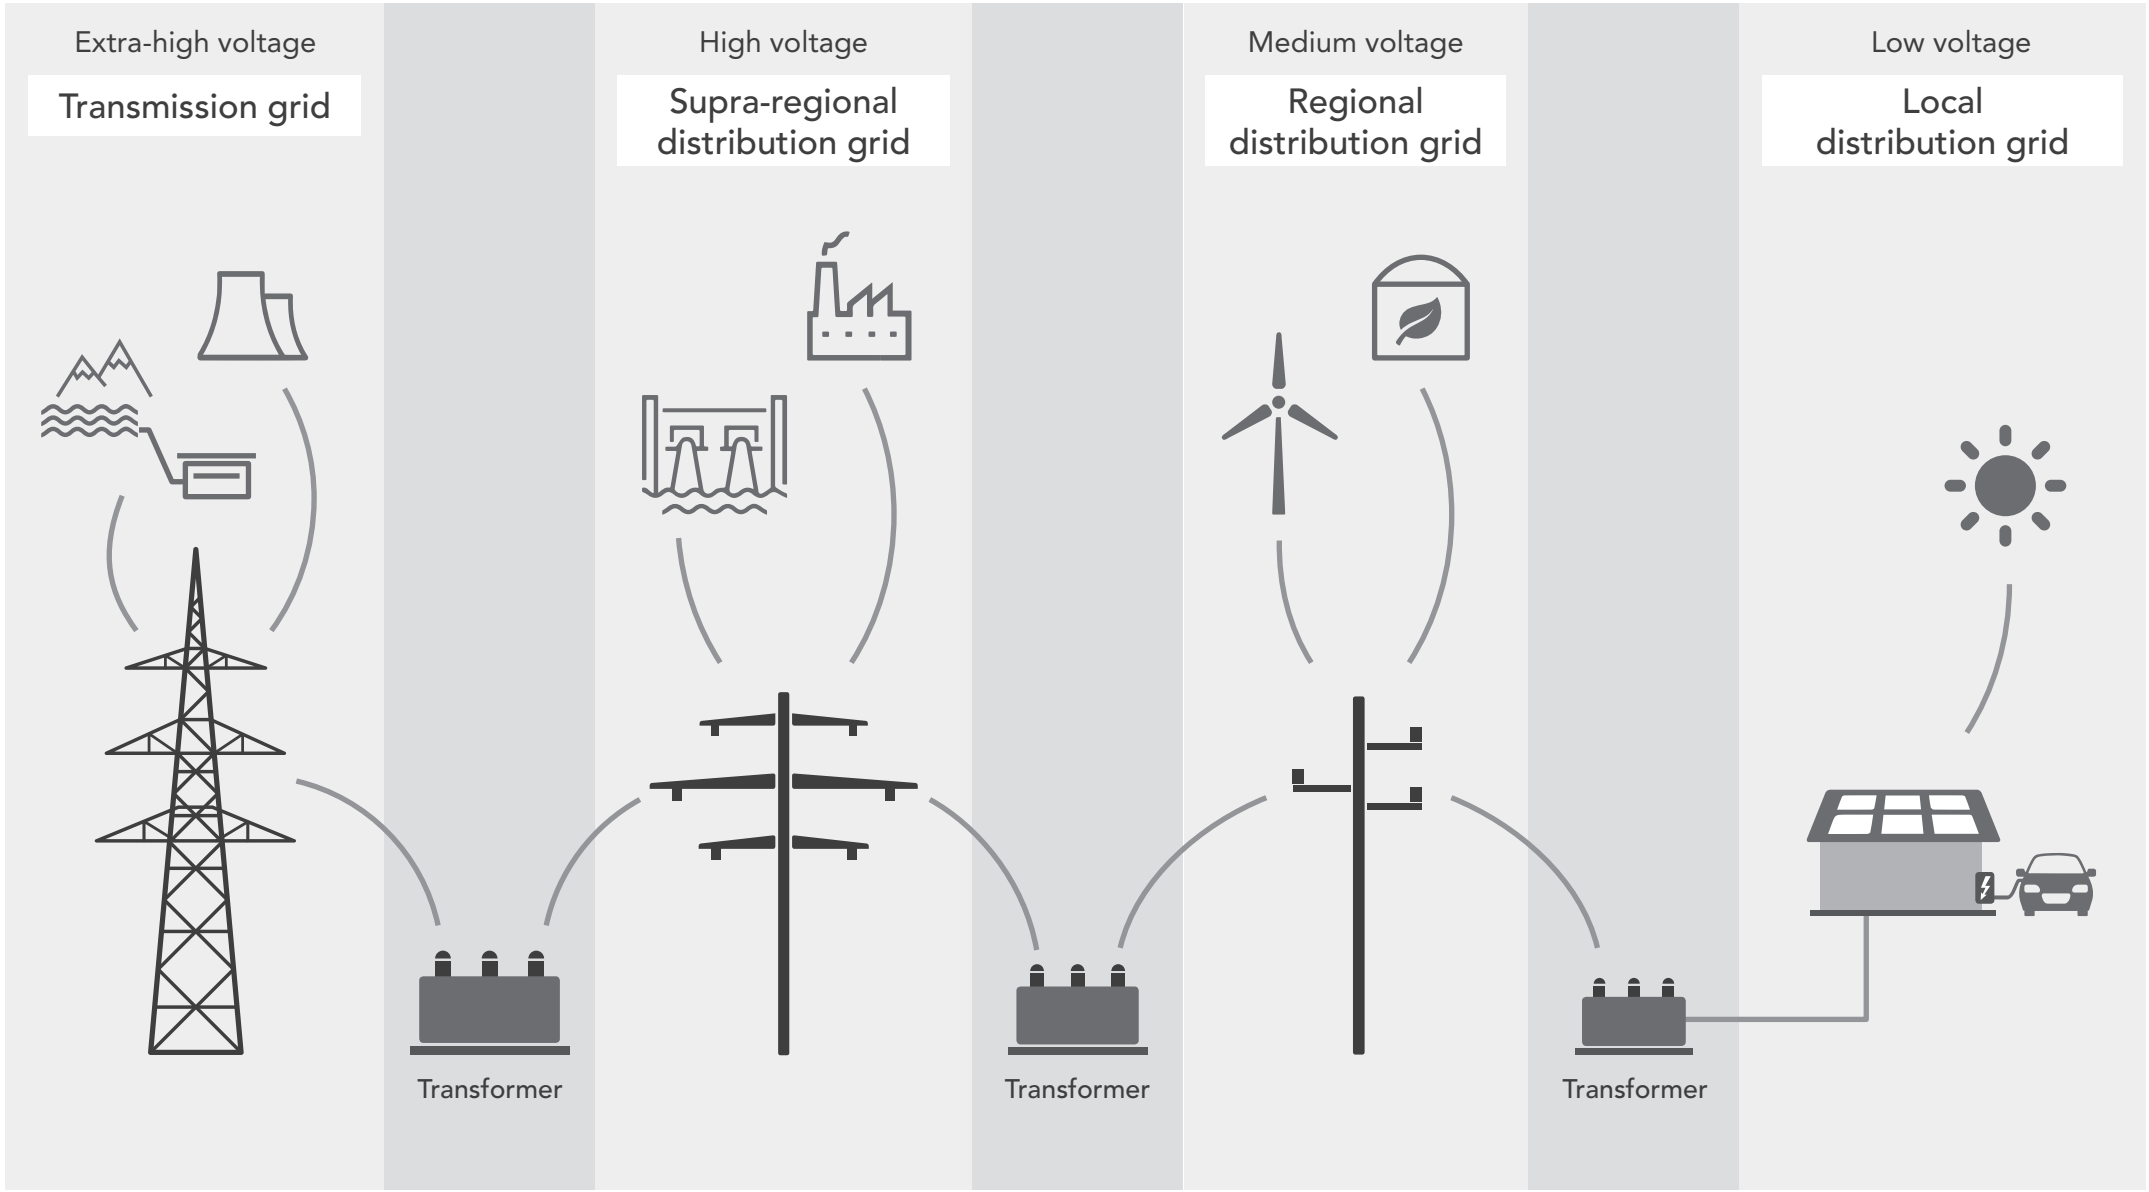 Extra-high voltage
Transmission grid
High voltage
Supra-regional
distribution grid
Medium voltage
Regional
distribution grid
Low voltage
Local
distribution grid
Transformer
Transformer
Transformer